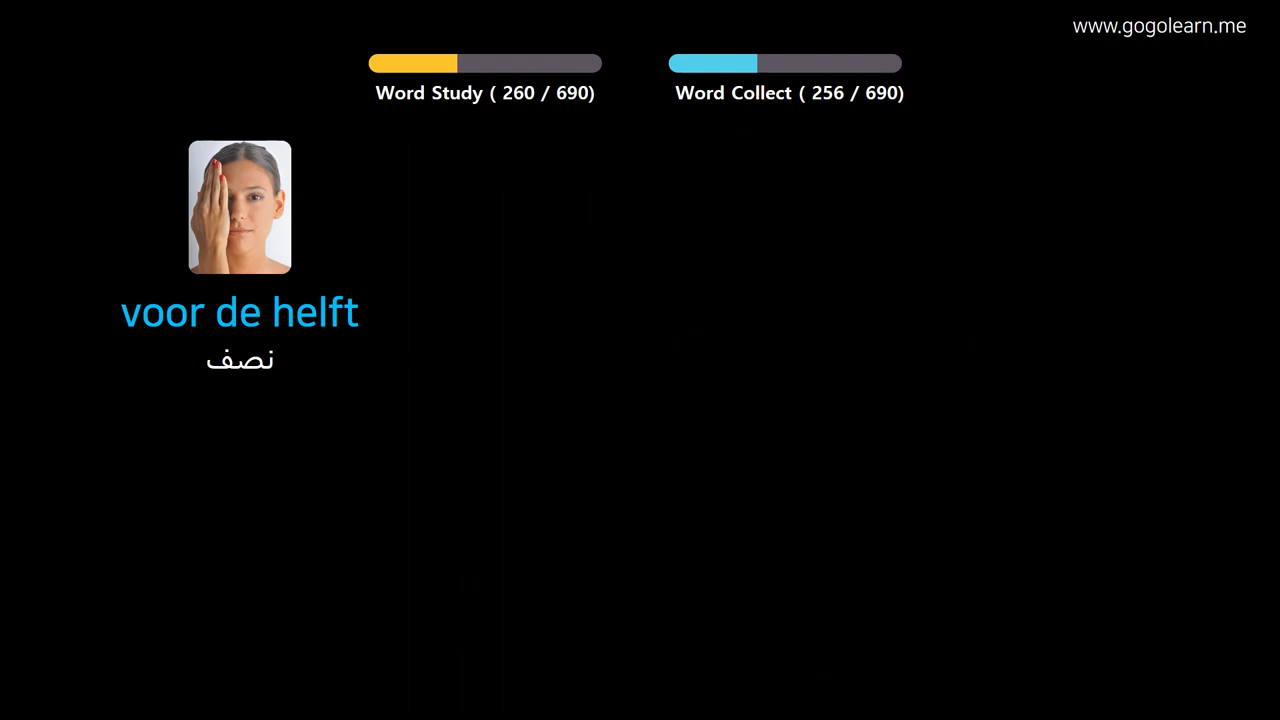 www.gogolearn.me
Word Study ( 260 / 690)
Word Collect ( 256 / 690)
voor de helft
نصف